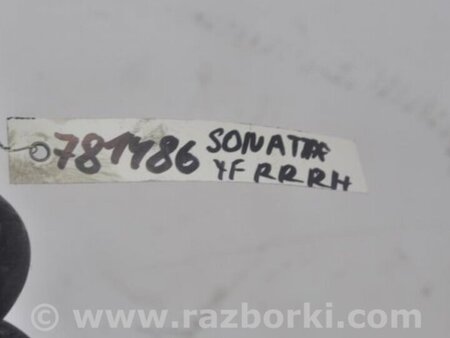 781486 SONATA
YF RR RH
© www.razborki.com